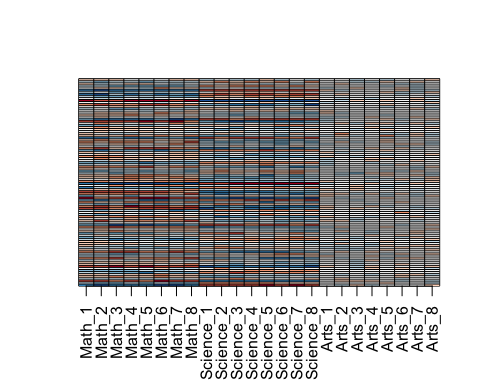 Math_1
Math_2
Math_3
Math_4
Math_5
Math_6
Math_7
Math_8
Science_1
Science_2
Science_3
Science_4
Science_5
Science_6
Science_7
Science_8
Arts_1
Arts_2
Arts_3
Arts_4
Arts_5
Arts_6
Arts_7
Arts_8